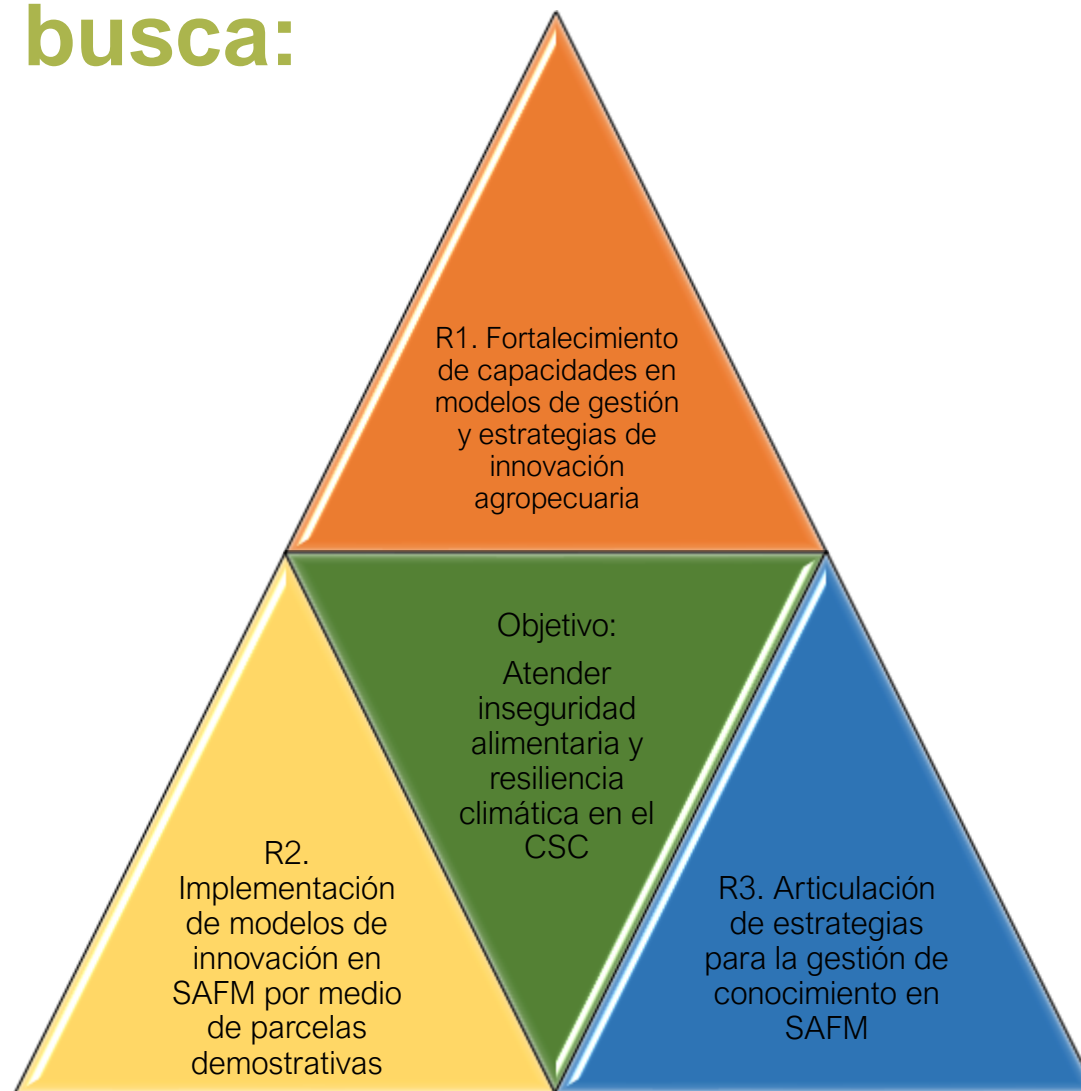 busca:
R1. Fortalecimiento
de capacidades en
modelos de gestión
y estrategias de
innovación
agropecuaria
Objetivo:
Atender
inseguridad
alimentaria y
resiliencia
climática en el
CSC
R2.
Implementación
de modelos de
innovación en
SAFM por medio
de parcelas
demostrativas
R3. Articulación
de estrategias
para la gestión de
conocimiento en
SAFM